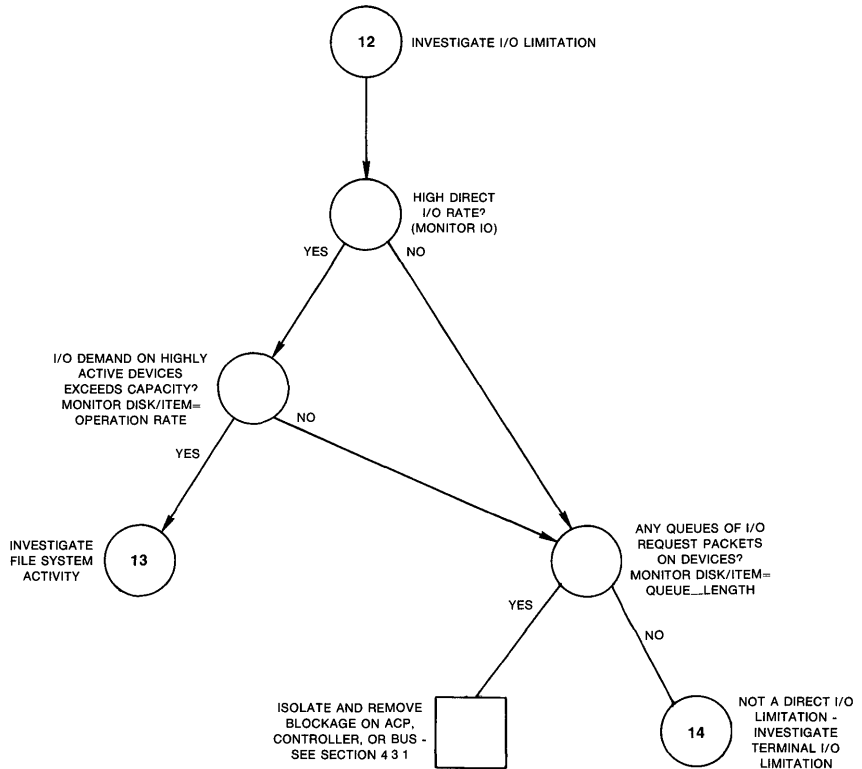 12
INVESTIGATE I/O LIMITATION
HIGH DIRECT
I/O RATE?
(MONITOR IO)
YES
NO
I/O DEMAND ON HIGHLY
ACTIVE DEVICES
EXCEEDS CAPACITY?
MONITOR DISK/ITEM=
OPERATION RATE
NO
YES
INVESTIGATE
FILE SYSTEM
ACTIVITY
13
ANY QUEUES OF I/O
REQUEST PACKETS
ON DEVICES?
MONITOR DISK/ITEM=
QUEUE__LENGTH
YES
NO
ISOLATE AND REMOVE
BLOCKAGE ON ACP,
CONTROLLER, OR BUS -
SEE SECTION 4 3 1
14
NOT A DIRECT I/O
LIMITATION -
INVESTIGATE
TERMINAL I/O
LIMITATION